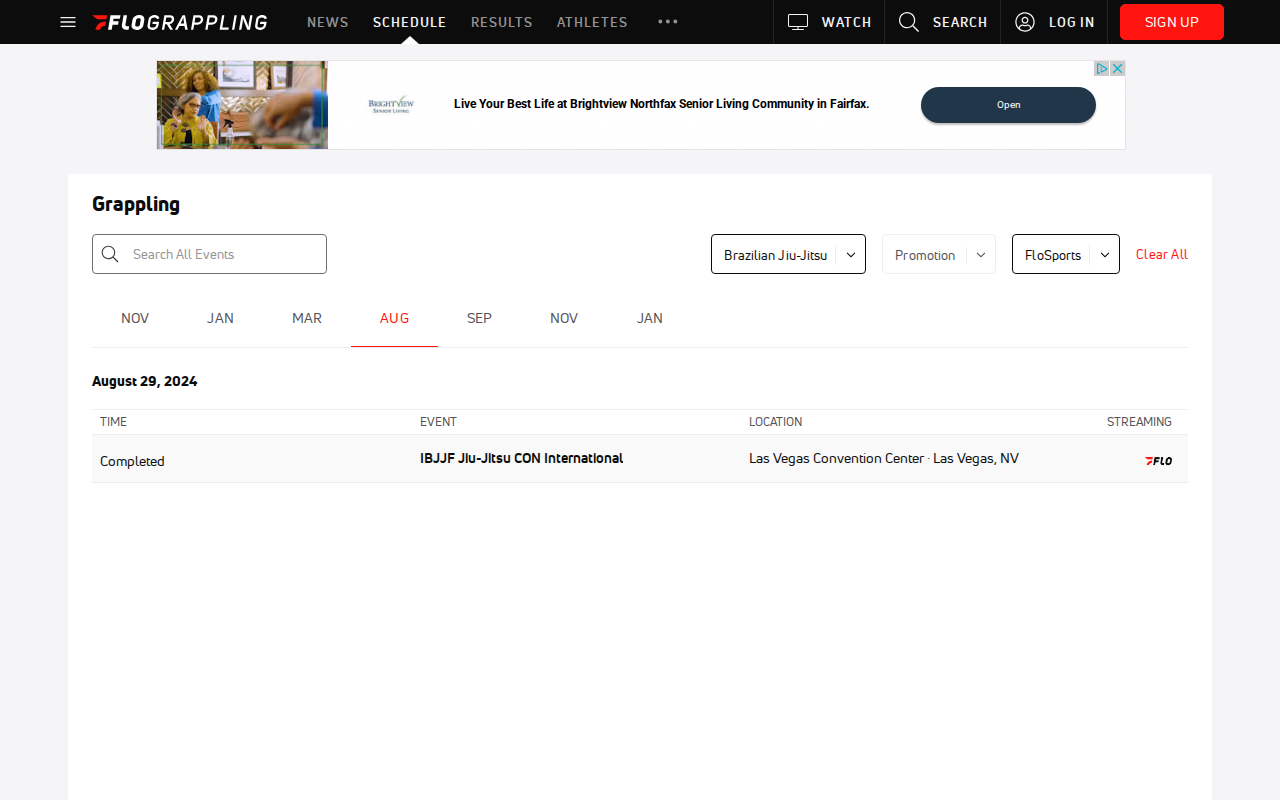 FLOGRAPPLING NEWS SCHEDULE RESULTS ATHLETES WATCH SEARCH LOG IN SIGN UP
BRIGHTVIEW
SENIOR LIVING
Live Your Best Life at Brightview Northfax Senior Living Community in Fairfax.
Open
Grappling
Search All Events
Brazilian Jiu-Jitsu
Promotion
FloSports
Clear All
NOV JAN MAR AUG SEP NOV JAN
August 29, 2024
TIME EVENT LOCATION STREAMING
Completed IBJJF Jiu-Jitsu CON International Las Vegas Convention Center · Las Vegas, NV FLO